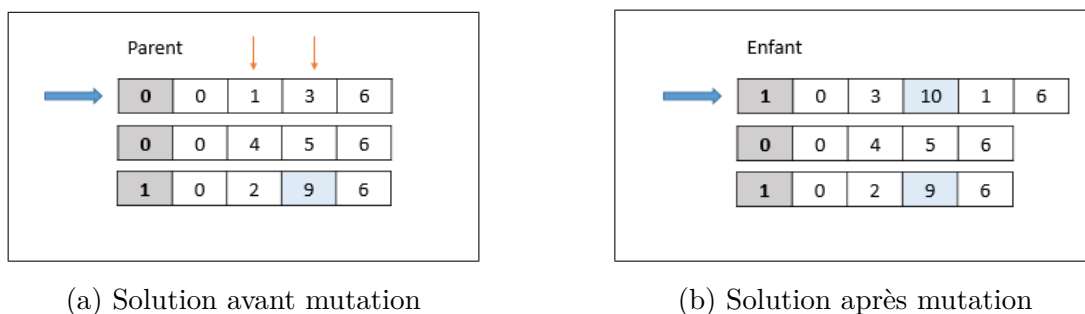 Parent
0 0 1 3 6
0 0 4 5 6
1 0 2 9 6
(a) Solution avant mutation
Enfant
1 0 3 10 1 6
0 0 4 5 6
1 0 2 9 6
(b) Solution après mutation